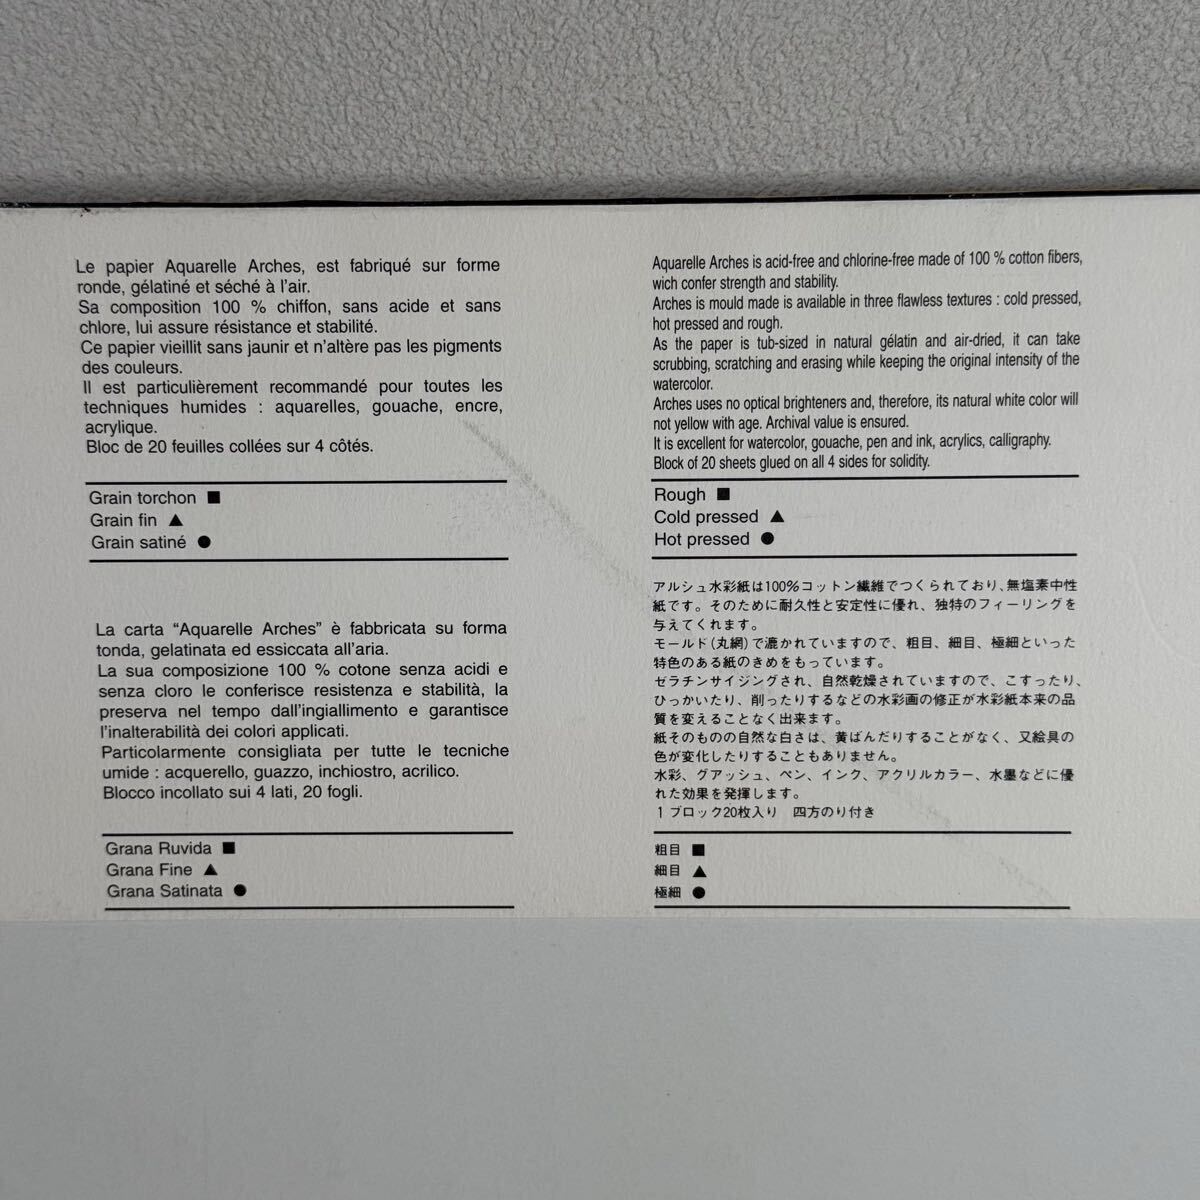 Le papier Aquarelle Arches, est fabriqué sur forme
ronde, gélatiné et séché à l'air.
Sa composition 100 % chiffon, sans acide et sans
chlore, lui assure résistance et stabilité.
Ce papier vieillit sans jaunir et n'altère pas les pigments
des couleurs.
Il est particulièrement recommandé pour toutes les
techniques humides : aquarelles, gouache, encre,
acrylique.
Bloc de 20 feuilles collées sur 4 côtés.
Grain torchon ■
Grain fin ▲
Grain satiné ●
La carta “Aquarelle Arches” è fabbricata su forma
tonda, gelatinata ed essiccata all'aria.
La sua composizione 100 % cotone senza acidi e
senza cloro le conferisce resistenza e stabilità, la
preserva nel tempo dall'ingiallimento e garantisce
l'inalterabilità dei colori applicati.
Particolarmente consigliata per tutte le tecniche
umide : acquerello, guazzo, inchiostro, acrilico.
Blocco incollato sui 4 lati, 20 fogli.
Grana Ruvida ■
Grana Fine ▲
Grana Satinata ●
Aquarelle Arches is acid-free and chlorine-free made of 100 % cotton fibers,
wich confer strength and stability.
Arches is mould made is available in three flawless textures : cold pressed,
hot pressed and rough.
As the paper is tub-sized in natural gélatin and air-dried, it can take
scrubbing, scratching and erasing while keeping the original intensity of the
watercolor.
Arches uses no optical brighteners and, therefore, its natural white color will
not yellow with age. Archival value is ensured.
It is excellent for watercolor, gouache, pen and ink, acrylics, calligraphy.
Block of 20 sheets glued on all 4 sides for solidity.
Rough ■
Cold pressed ▲
Hot pressed ●
アルシュ水彩紙は100%コットン繊維でつくられており、無塩素中性
紙です。そのために耐久性と安定性に優れ、独特のフィーリングを
与えてくれます。
モールド(丸網)で漉かれていますので、粗目、細目、極細といった
特色のある紙のきめをもっています。
ゼラチンサイジングされ、自然乾燥されていますので、こすったり、
ひっかいたり、削ったりするなどの水彩画の修正が水彩紙本来の品
質を変えることなく出来ます。
紙そのものの自然な白さは、黄ばんだりすることがなく、又絵具の
色が変化したりすることもありません。
水彩、グアッシュ、ペン、インク、アクリルカラー、水墨などに優
れた効果を発揮します。
1 ブロック20枚入り 四方のり付き
粗目 ■
細目 ▲
極細 ●